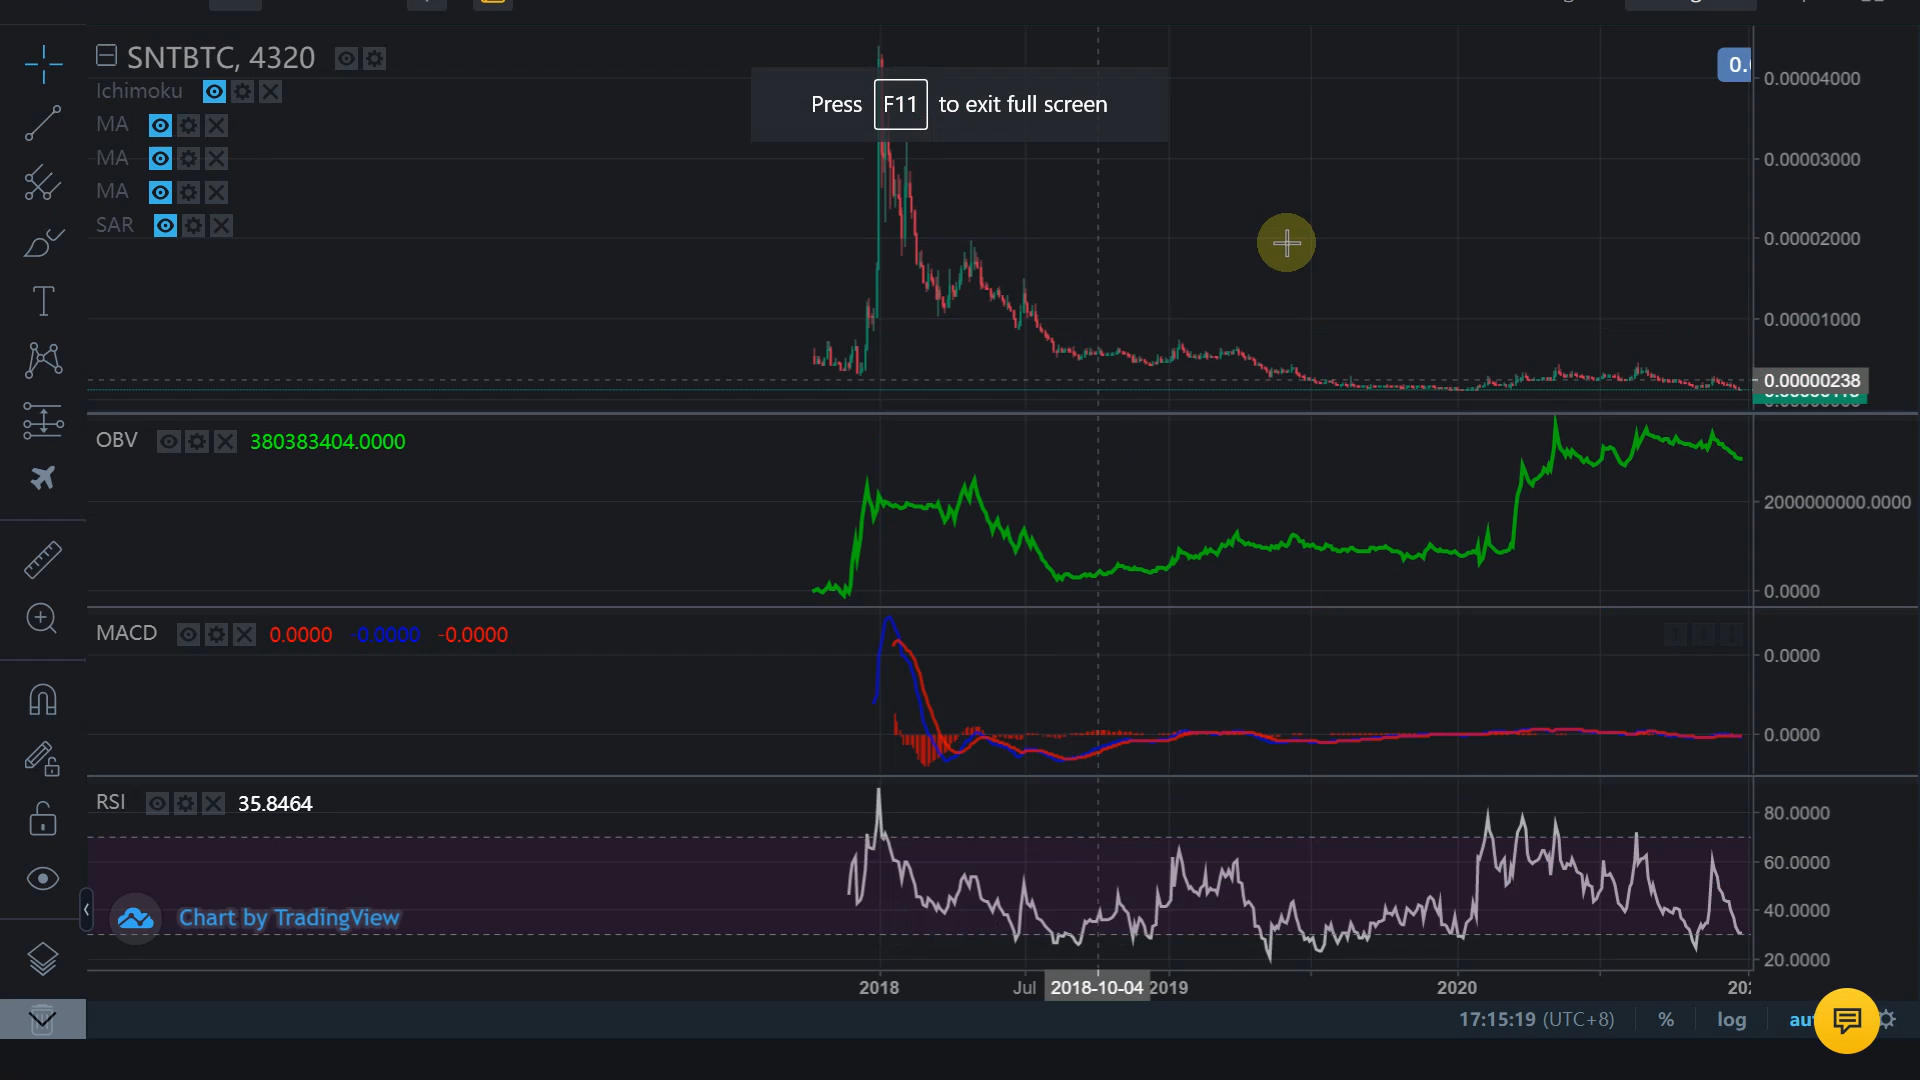 SNTBTC, 4320
Ichimoku
MA
MA
MA
SAR
Press F11 to exit full screen
0.00004000
0.00003000
0.00002000
0.00001000
0.00000238
OBV 380383404.0000
2000000000.0000
0.0000
MACD 0.0000 -0.0000 -0.0000
0.0000
0.0000
RSI 35.8464
80.0000
60.0000
40.0000
20.0000
Chart by TradingView
2018 Jul 2018-10-04 2019 2020
17:15:19 (UTC+8) % log